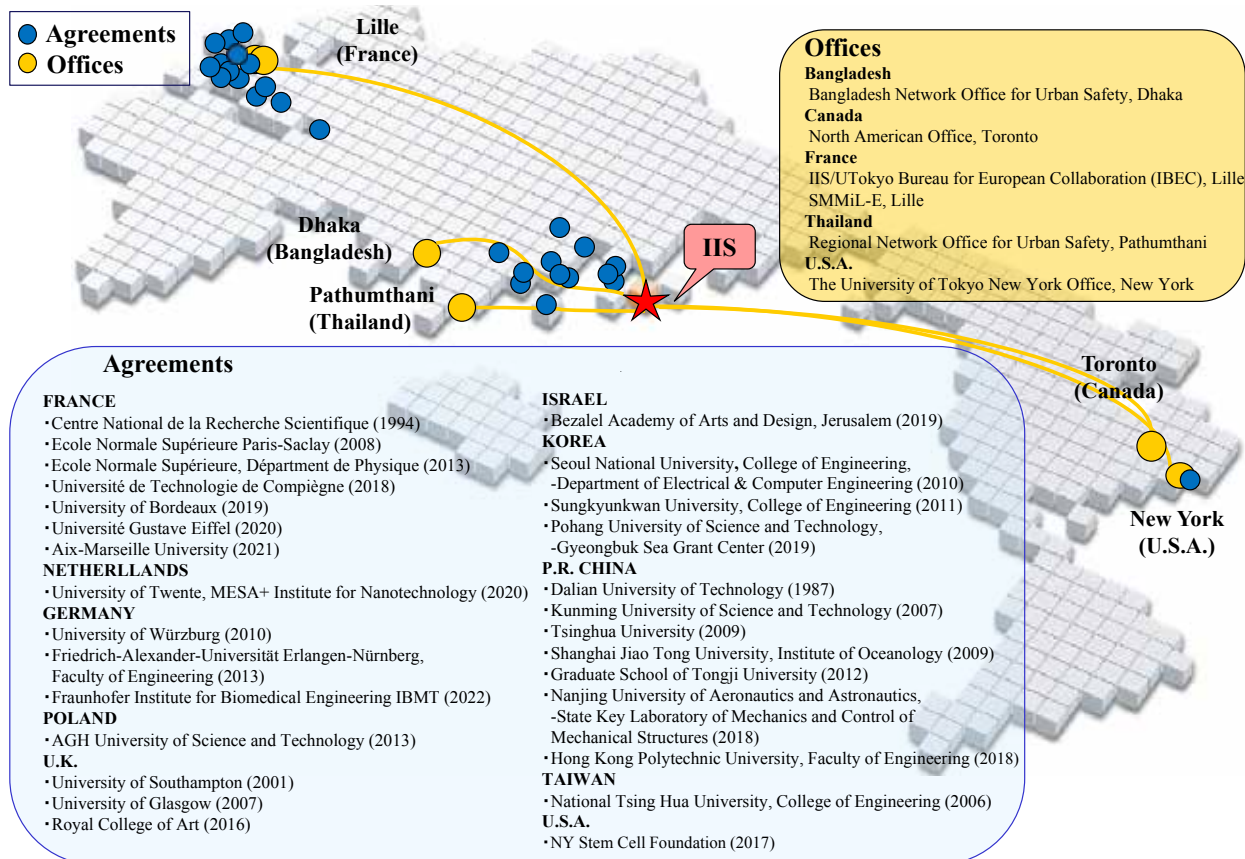 Agreements
Offices
Lille
(France)
Dhaka
(Bangladesh)
Pathumthani
(Thailand)
IIS
Toronto
(Canada)
New York
(U.S.A.)
Offices
Bangladesh
Bangladesh Network Office for Urban Safety, Dhaka
Canada
North American Office, Toronto
France
IIS/UTokyo Bureau for European Collaboration (IBEC), Lille
SMMiL-E, Lille
Thailand
Regional Network Office for Urban Safety, Pathumthani
U.S.A.
The University of Tokyo New York Office, New York
Agreements
FRANCE
・Centre National de la Recherche Scientifique (1994)
・Ecole Normale Supérieure Paris-Saclay (2008)
・Ecole Normale Supérieure, Départment de Physique (2013)
・Université de Technologie de Compiègne (2018)
・University of Bordeaux (2019)
・Université Gustave Eiffel (2020)
・Aix-Marseille University (2021)
NETHERLLANDS
・University of Twente, MESA+ Institute for Nanotechnology (2020)
GERMANY
・University of Würzburg (2010)
・Friedrich-Alexander-Universität Erlangen-Nürnberg,
Faculty of Engineering (2013)
・Fraunhofer Institute for Biomedical Engineering IBMT (2022)
POLAND
・AGH University of Science and Technology (2013)
U.K.
・University of Southampton (2001)
・University of Glasgow (2007)
・Royal College of Art (2016)
ISRAEL
・Bezalel Academy of Arts and Design, Jerusalem (2019)
KOREA
・Seoul National University, College of Engineering,
-Department of Electrical & Computer Engineering (2010)
・Sungkyunkwan University, College of Engineering (2011)
・Pohang University of Science and Technology,
-Gyeongbuk Sea Grant Center (2019)
P.R. CHINA
・Dalian University of Technology (1987)
・Kunming University of Science and Technology (2007)
・Tsinghua University (2009)
・Shanghai Jiao Tong University, Institute of Oceanology (2009)
・Graduate School of Tongji University (2012)
・Nanjing University of Aeronautics and Astronautics,
-State Key Laboratory of Mechanics and Control of
Mechanical Structures (2018)
・Hong Kong Polytechnic University, Faculty of Engineering (2018)
TAIWAN
・National Tsing Hua University, College of Engineering (2006)
U.S.A.
・NY Stem Cell Foundation (2017)